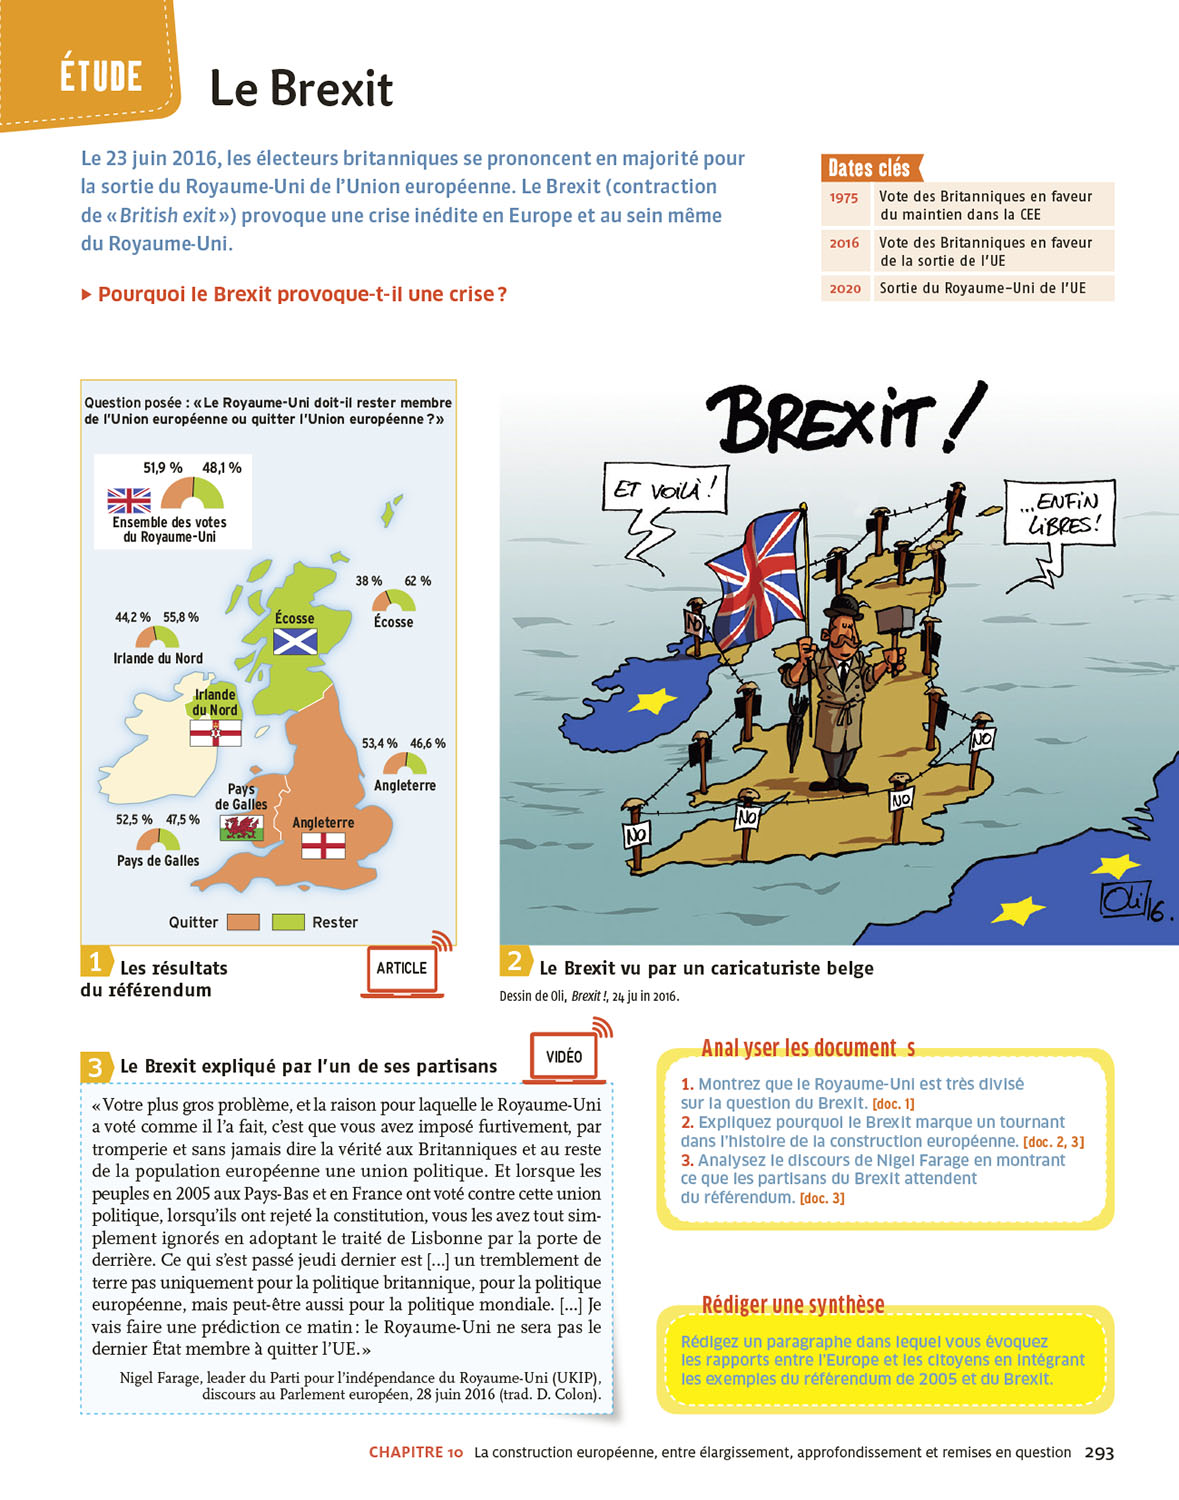 ÉTUDE
Le Brexit
Le 23 juin 2016, les électeurs britanniques se prononcent en majorité pour
la sortie du Royaume-Uni de l'Union européenne. Le Brexit (contraction
de « British exit ») provoque une crise inédite en Europe et au sein même
du Royaume-Uni.
▶ Pourquoi le Brexit provoque-t-il une crise ?
Dates clés
1975 Vote des Britanniques en faveur
du maintien dans la CEE
2016 Vote des Britanniques en faveur
de la sortie de l'UE
2020 Sortie du Royaume-Uni de l'UE
Question posée : « Le Royaume-Uni doit-il rester membre
de l'Union européenne ou quitter l'Union européenne ? »
51,9 % 48,1 %
Ensemble des votes
du Royaume-Uni
38 % 62 %
Écosse
44,2 % 55,8 %
Irlande du Nord
Écosse
Irlande
du Nord
53,4 % 46,6 %
Angleterre
Pays
de Galles
52,5 % 47,5 %
Pays de Galles
Angleterre
Quitter Rester
1 Les résultats
du référendum
ARTICLE
BREXIT !
ET VOILÀ !
...ENFIN
LIBRES !
NO
NO
NO
NO
NO
Oli 16.
2 Le Brexit vu par un caricaturiste belge
Dessin de Oli, Brexit !, 24 ju in 2016.
3 Le Brexit expliqué par l'un de ses partisans
VIDÉO
« Votre plus gros problème, et la raison pour laquelle le Royaume-Uni
a voté comme il l'a fait, c'est que vous avez imposé furtivement, par
tromperie et sans jamais dire la vérité aux Britanniques et au reste
de la population européenne une union politique. Et lorsque les
peuples en 2005 aux Pays-Bas et en France ont voté contre cette union
politique, lorsqu'ils ont rejeté la constitution, vous les avez tout sim-
plement ignorés en adoptant le traité de Lisbonne par la porte de
derrière. Ce qui s'est passé jeudi dernier est [...] un tremblement de
terre pas uniquement pour la politique britannique, pour la politique
européenne, mais peut-être aussi pour la politique mondiale. [...] Je
vais faire une prédiction ce matin : le Royaume-Uni ne sera pas le
dernier État membre à quitter l'UE. »
Nigel Farage, leader du Parti pour l'indépendance du Royaume-Uni (UKIP),
discours au Parlement européen, 28 juin 2016 (trad. D. Colon).
Anal yser les document s
1. Montrez que le Royaume-Uni est très divisé
sur la question du Brexit. [doc. 1]
2. Expliquez pourquoi le Brexit marque un tournant
dans l'histoire de la construction européenne. [doc. 2, 3]
3. Analysez le discours de Nigel Farage en montrant
ce que les partisans du Brexit attendent
du référendum. [doc. 3]
Rédiger une synthèse
Rédigez un paragraphe dans lequel vous évoquez
les rapports entre l'Europe et les citoyens en intégrant
les exemples du référendum de 2005 et du Brexit.
CHAPITRE 10 La construction européenne, entre élargissement, approfondissement et remises en question 293